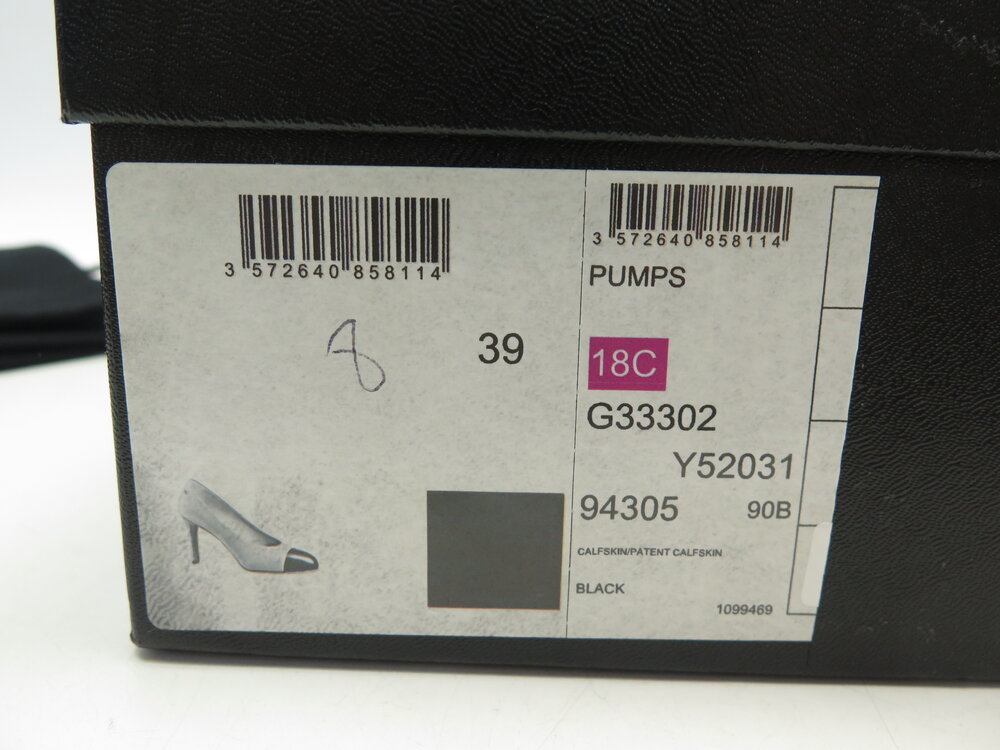 3 572640 858114
8
39
3 572640 858114
PUMPS
18C
G33302
Y52031
94305 90B
CALFSKIN/PATENT CALFSKIN
BLACK
1099469